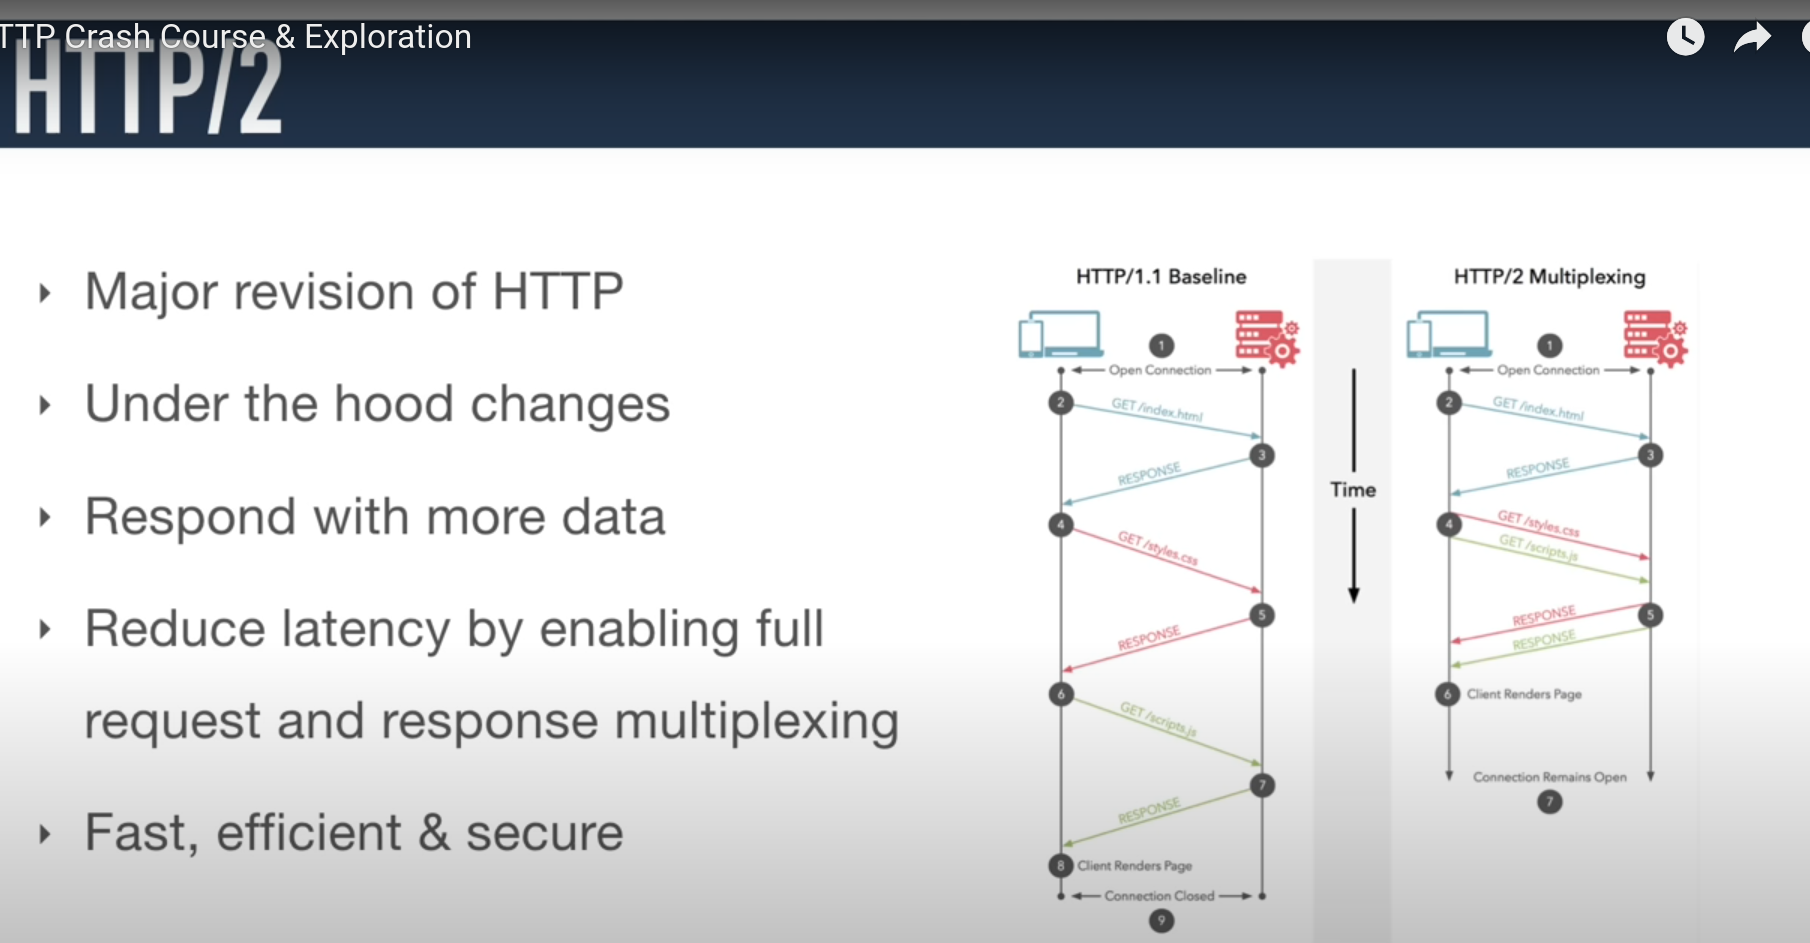 TTP Crash Course & Exploration
HTTP/2
Major revision of HTTP
Under the hood changes
Respond with more data
Reduce latency by enabling full
request and response multiplexing
Fast, efficient & secure
HTTP/1.1 Baseline
1
Open Connection
2
GET /index.html
3
RESPONSE
4
GET /styles.css
5
RESPONSE
6
GET /scripts.js
7
RESPONSE
8 Client Renders Page
Connection Closed
9
Time
HTTP/2 Multiplexing
1
Open Connection
2
GET /index.html
3
RESPONSE
4
GET /styles.css
GET /scripts.js
5
RESPONSE
RESPONSE
6 Client Renders Page
Connection Remains Open
7